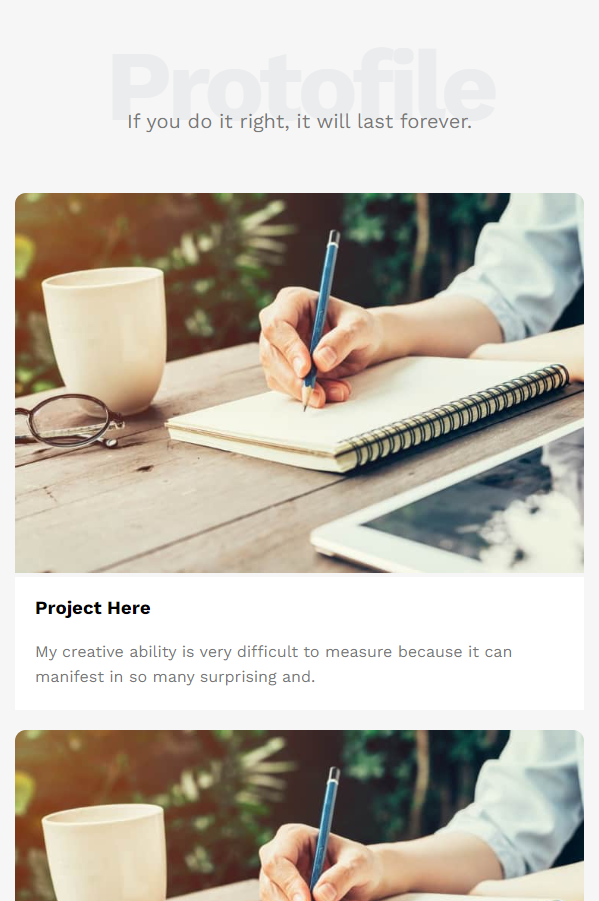 Protofile
If you do it right, it will last forever.
Project Here
My creative ability is very difficult to measure because it can
manifest in so many surprising and.